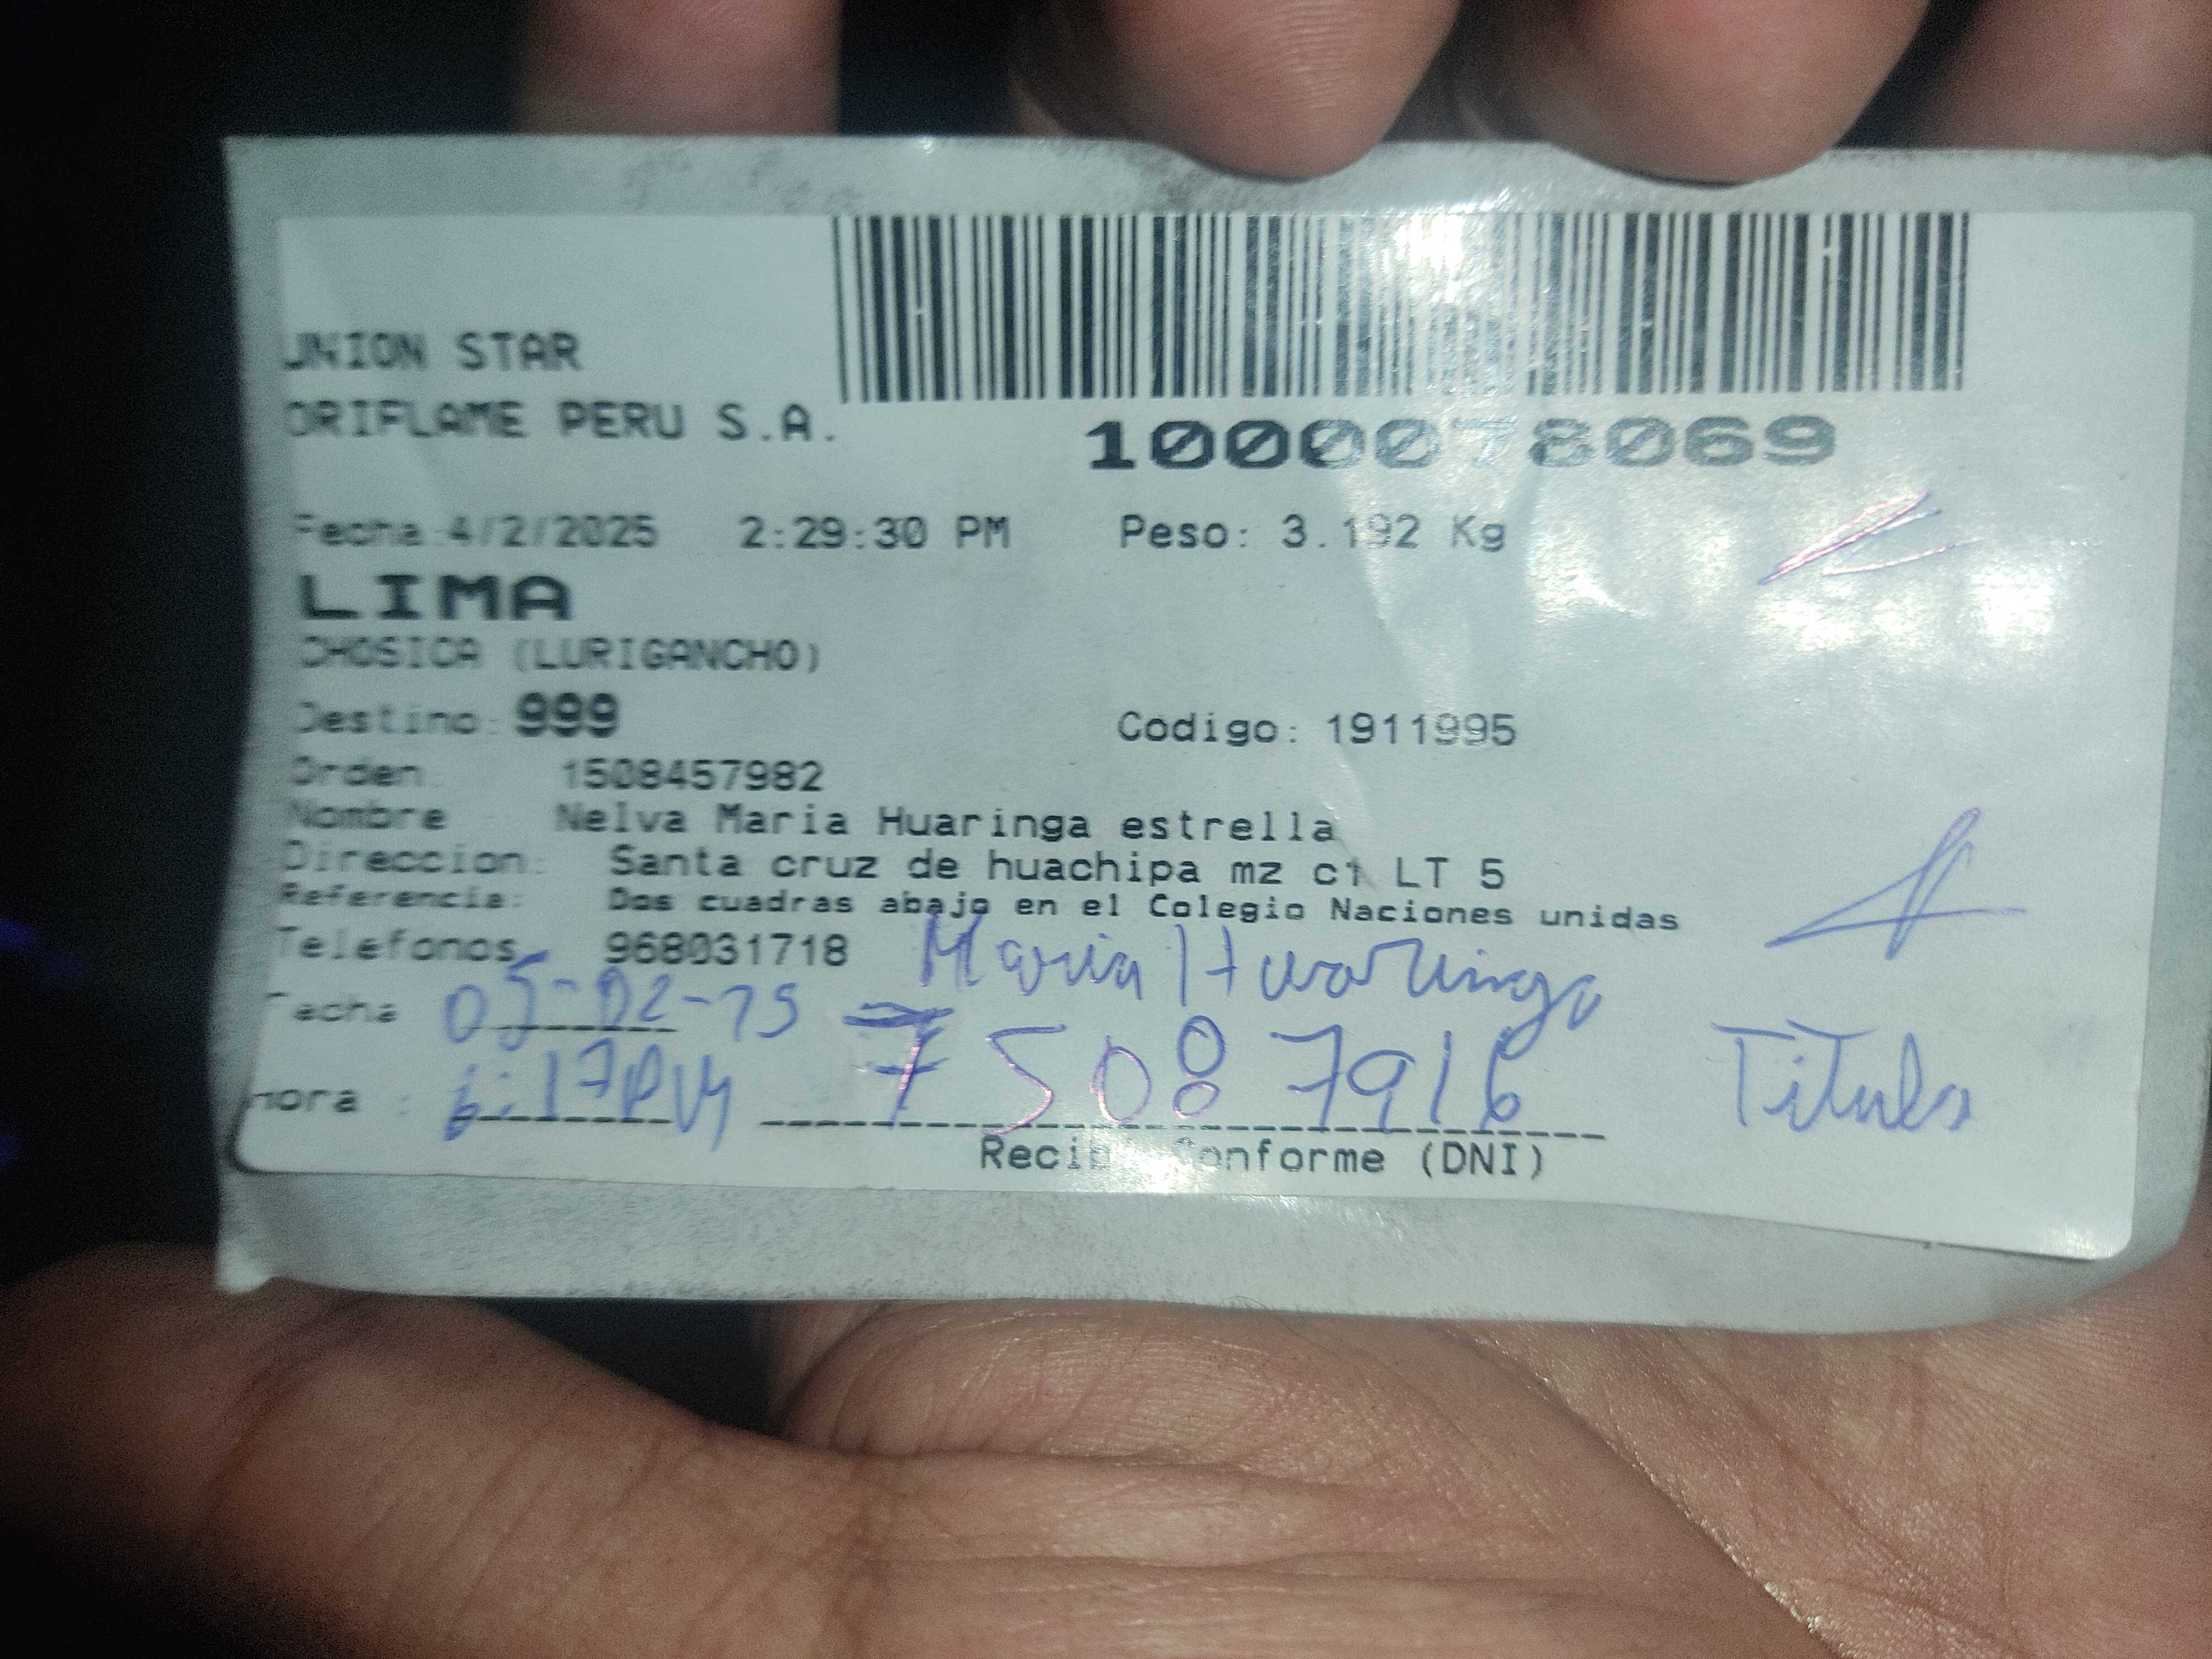 UNION STAR
ORIFLAME PERU S.A.
1000078069
Fecha: 4/2/2025 2:29:30 PM Peso: 3.192 Kg
LIMA
CHOSICA (LURIGANCHO)
Destino: 999 Codigo: 1911995
Orden: 1508457982
Nombre : Nelva Maria Huaringa estrella
Direccion: Santa cruz de huachipa mz c1 LT 5
Referencia: Dos cuadras abajo en el Colegio Naciones unidas
Telefonos 968031718
Maria Huaringa
Fecha 05-02-25
75087916 Titular
hora : 6:17PM
Recibi Conforme (DNI)